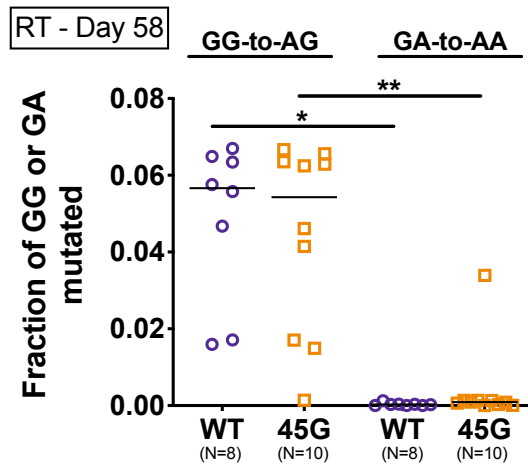 RT - Day 58
GG-to-AG GA-to-AA
**
*
Fraction of GG or GA
mutated
0.08
0.06
0.04
0.02
0.00
WT 45G WT 45G
(N=8) (N=10) (N=8) (N=10)